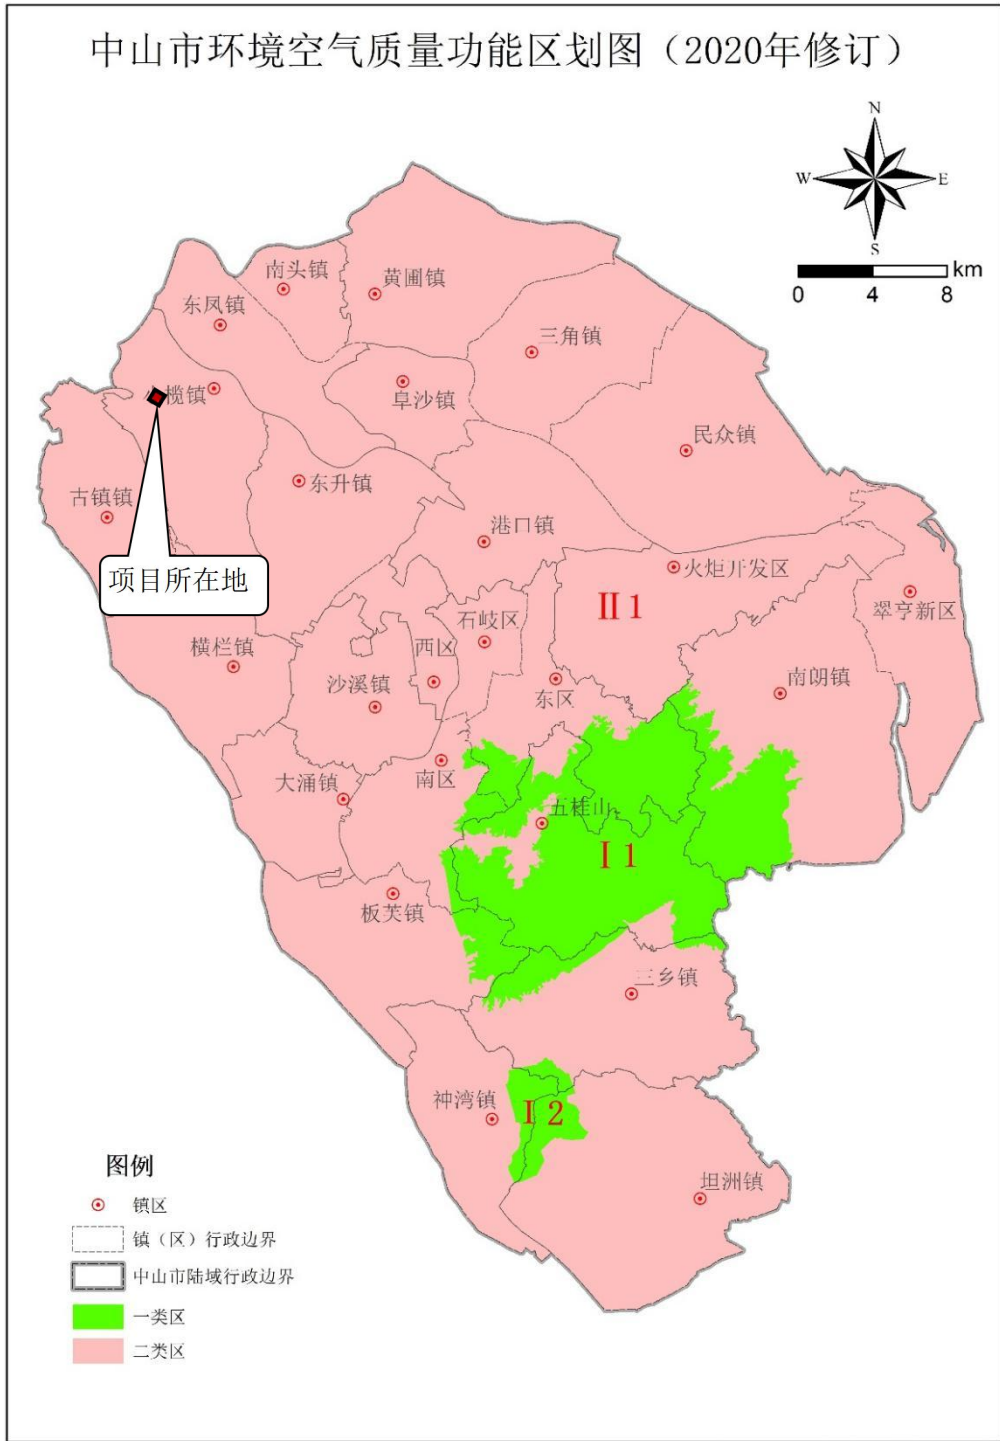 中山市环境空气质量功能区划图（2020年修订）
N
W
E
S
km
0 4 8
南头镇
黄圃镇
东凤镇
三角镇
榄镇
阜沙镇
民众镇
东升镇
古镇镇
港口镇
项目所在地
火炬开发区
翠亨新区
Ⅱ1
石岐区
西区
横栏镇
沙溪镇
东区
南朗镇
南区
大涌镇
五桂山
Ⅰ1
板芙镇
三乡镇
神湾镇
Ⅰ2
坦洲镇
图例
镇区
镇（区）行政边界
中山市陆域行政边界
一类区
二类区